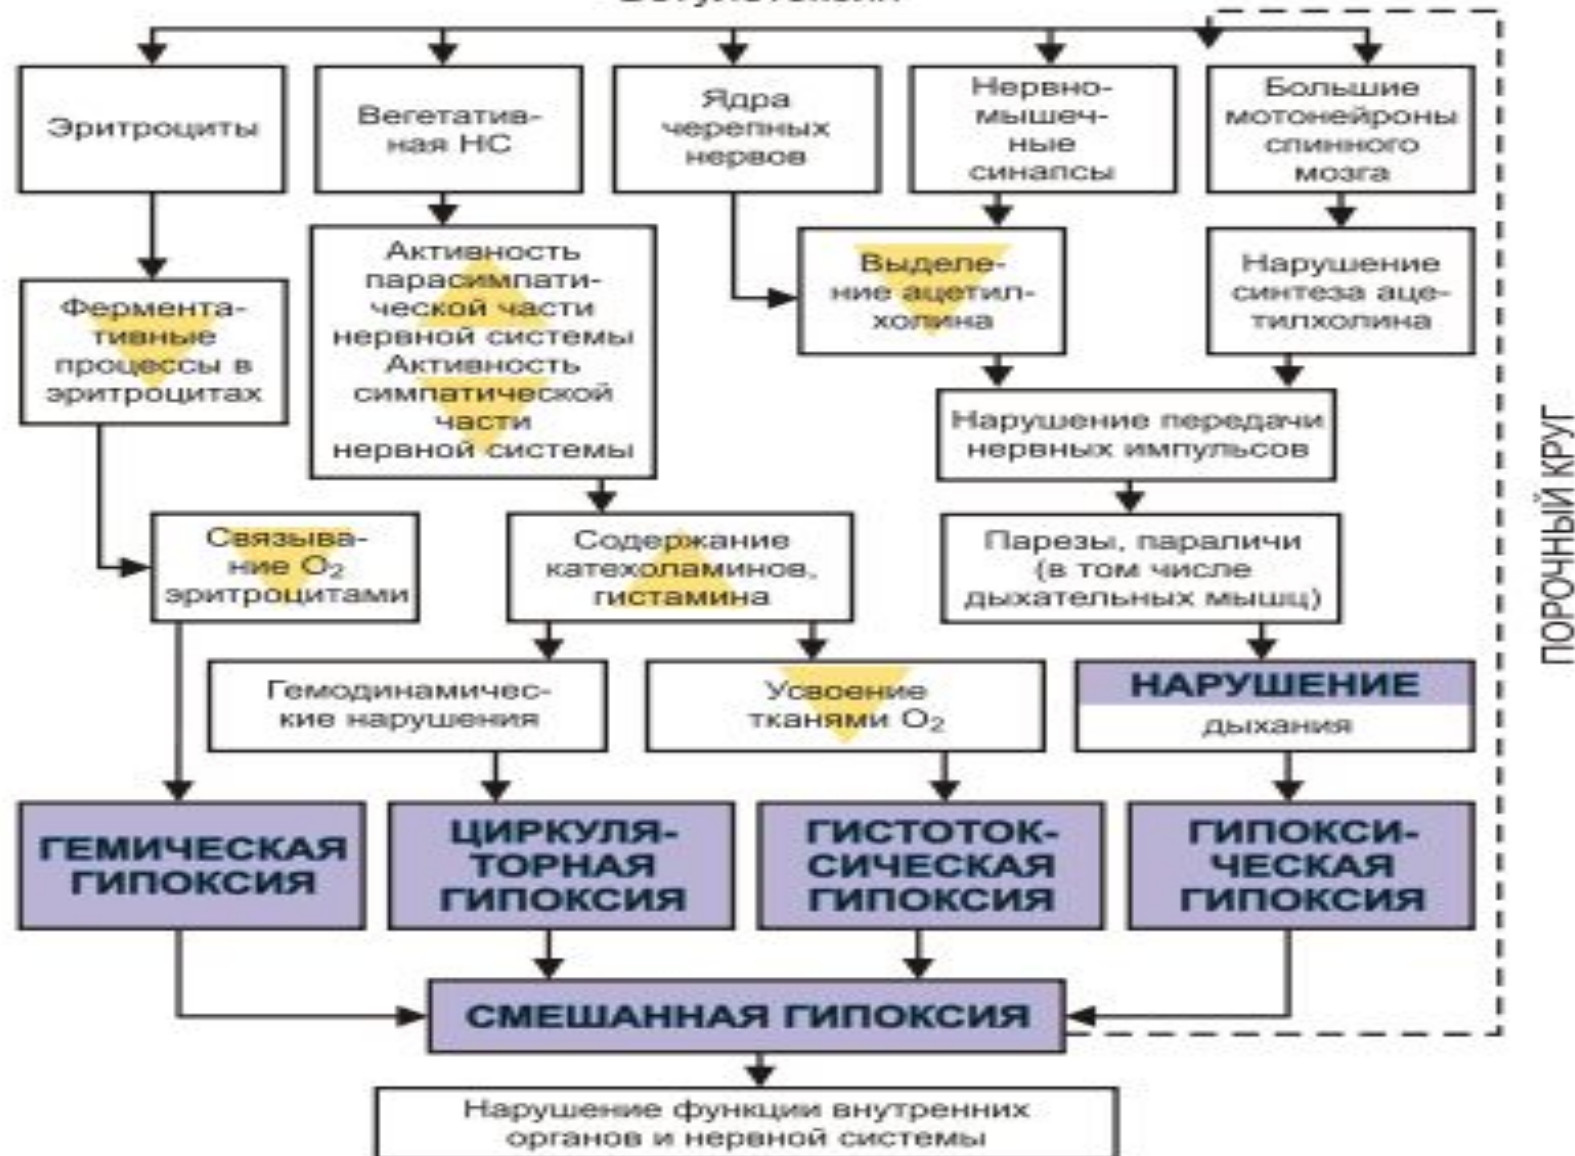 Эритроциты
Вегетатив-
ная НС
Ядра
черепных
нервов
Нервно-
мышеч-
ные
синапсы
Большие
мотонейроны
спинного
мозга
Фермента-
тивные
процессы в
эритроцитах
Активность
парасимпати-
ческой части
нервной системы
Активность
симпатической
части
нервной системы
Выделе-
ние ацетил-
холина
Нарушение
синтеза аце-
тилхолина
Нарушение передачи
нервных импульсов
Связыва-
ние O₂
эритроцитами
Содержание
катехоламинов,
гистамина
Парезы, параличи
(в том числе
дыхательных мышц)
Гемодинамичес-
кие нарушения
Усвоение
тканями O₂
НАРУШЕНИЕ
дыхания
ГЕМИЧЕСКАЯ
ГИПОКСИЯ
ЦИРКУЛЯ-
ТОРНАЯ
ГИПОКСИЯ
ГИСТОТОК-
СИЧЕСКАЯ
ГИПОКСИЯ
ГИПОКСИ-
ЧЕСКАЯ
ГИПОКСИЯ
СМЕШАННАЯ ГИПОКСИЯ
Нарушение функции внутренних
органов и нервной системы
ПОРОЧНЫЙ КРУГ